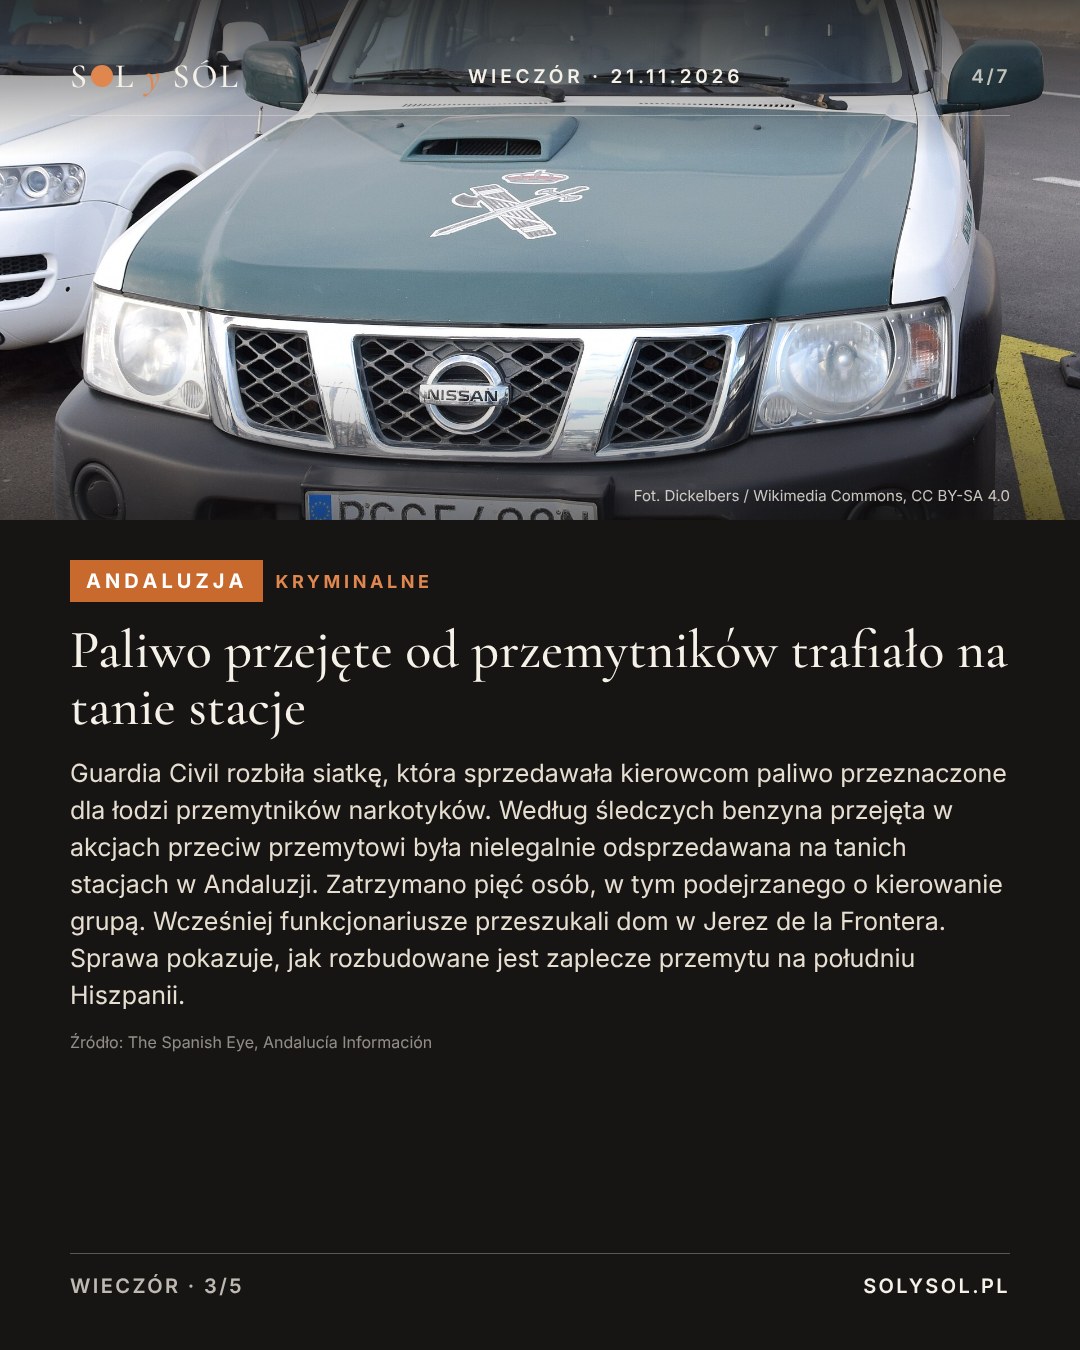 SOL y SÓL
WIECZÓR · 21.11.2026
4/7
NISSAN
Fot. Dickelbers / Wikimedia Commons, CC BY-SA 4.0
ANDALUZJA
KRYMINALNE
Paliwo przejęte od przemytników trafiało na
tanie stacje
Guardia Civil rozbiła siatkę, która sprzedawała kierowcom paliwo przeznaczone
dla łodzi przemytników narkotyków. Według śledczych benzyna przejęta w
akcjach przeciw przemytowi była nielegalnie odsprzedawana na tanich
stacjach w Andaluzji. Zatrzymano pięć osób, w tym podejrzanego o kierowanie
grupą. Wcześniej funkcjonariusze przeszukali dom w Jerez de la Frontera.
Sprawa pokazuje, jak rozbudowane jest zaplecze przemytu na południu
Hiszpanii.
Źródło: The Spanish Eye, Andalucía Información
WIECZÓR · 3/5
SOLYSOL.PL